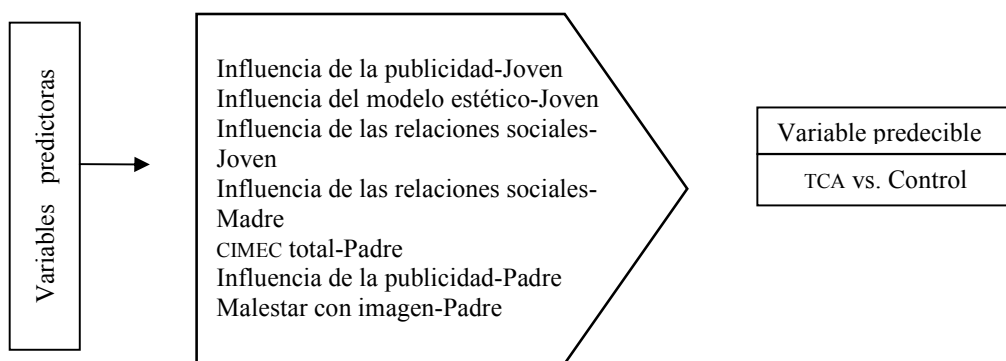 Variables predictoras
Influencia de la publicidad-Joven
Influencia del modelo estético-Joven
Influencia de las relaciones sociales-
Joven
Influencia de las relaciones sociales-
Madre
CIMEC total-Padre
Influencia de la publicidad-Padre
Malestar con imagen-Padre
Variable predecible
TCA vs. Control